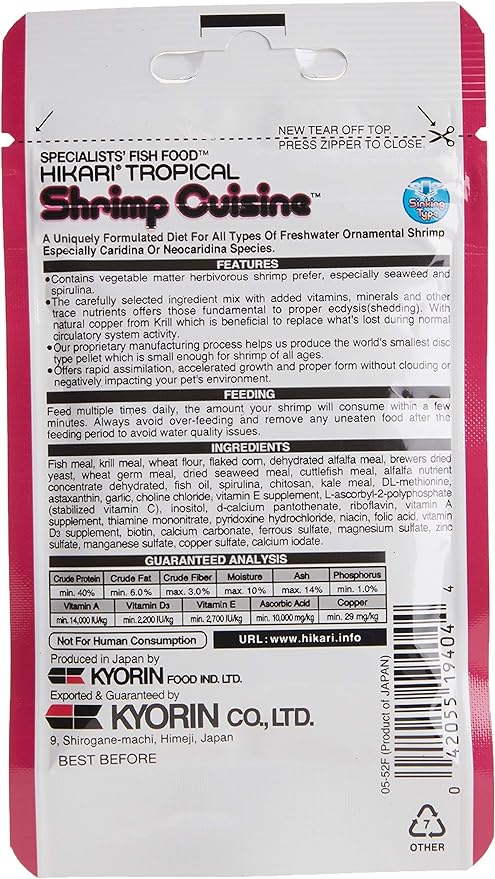 NEW TEAR OFF TOP.
PRESS ZIPPER TO CLOSE.
SPECIALISTS' FISH FOOD™
HIKARI® TROPICAL
Shrimp Cuisine™
Sinking
Type
A Uniquely Formulated Diet For All Types Of Freshwater Ornamental Shrimp
Especially Caridina Or Neocaridina Species.
FEATURES
•Contains vegetable matter herbivorous shrimp prefer, especially seaweed and
spirulina.
•The carefully selected ingredient mix with added vitamins, minerals and other
trace nutrients offers those fundamental to proper ecdysis(shedding). With
natural copper from Krill which is beneficial to replace what's lost during normal
circulatory system activity.
•Our proprietary manufacturing process helps us produce the world's smallest disc
type pellet which is small enough for shrimp of all ages.
•Offers rapid assimilation, accelerated growth and proper form without clouding or
negatively impacting your pet's environment.
FEEDING
Feed multiple times daily, the amount your shrimp will consume within a few
minutes. Always avoid over-feeding and remove any uneaten food after the
feeding period to avoid water quality issues.
INGREDIENTS
Fish meal, krill meal, wheat flour, flaked corn, dehydrated alfalfa meal, brewers dried
yeast, wheat germ meal, dried seaweed meal, cuttlefish meal, alfalfa nutrient
concentrate dehydrated, fish oil, spirulina, chitosan, kale meal, DL-methionine,
astaxanthin, garlic, choline chloride, vitamin E supplement, L-ascorbyl-2-polyphosphate
(stabilized vitamin C), inositol, d-calcium pantothenate, riboflavin, vitamin A
supplement, thiamine mononitrate, pyridoxine hydrochloride, niacin, folic acid, vitamin
D3 supplement, biotin, calcium carbonate, ferrous sulfate, magnesium sulfate, zinc
sulfate, manganese sulfate, copper sulfate, calcium iodate.
GUARANTEED ANALYSIS
Crude Protein Crude Fat Crude Fiber Moisture Ash Phosphorus
min. 40% min. 6.0% max. 3.0% max. 10% max. 14% min. 1.0%
Vitamin A Vitamin D3 Vitamin E Ascorbic Acid Copper
min. 14,000 IU/kg min. 2,200 IU/kg min. 2,700 IU/kg min. 10,000 mg/kg min. 29 mg/kg
Not For Human Consumption
URL: www.hikari.info
Produced in Japan by
KYORIN FOOD IND. LTD.
Exported & Guaranteed by
KYORIN CO., LTD.
9, Shirogane-machi, Himeji, Japan
BEST BEFORE
05-52F (Product of JAPAN)
0 42055 19404 4
7
OTHER